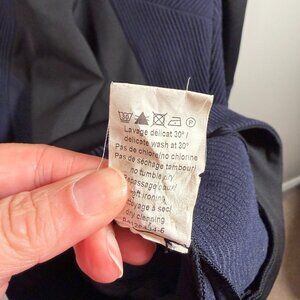 Lavage délicat 30° /
delicate wash at 30°
Pas de chlore/no chlorine
Pas de séchage tambour/
no tumble dry
Repassage doux/
soft ironing
à sec/
dry cleaning